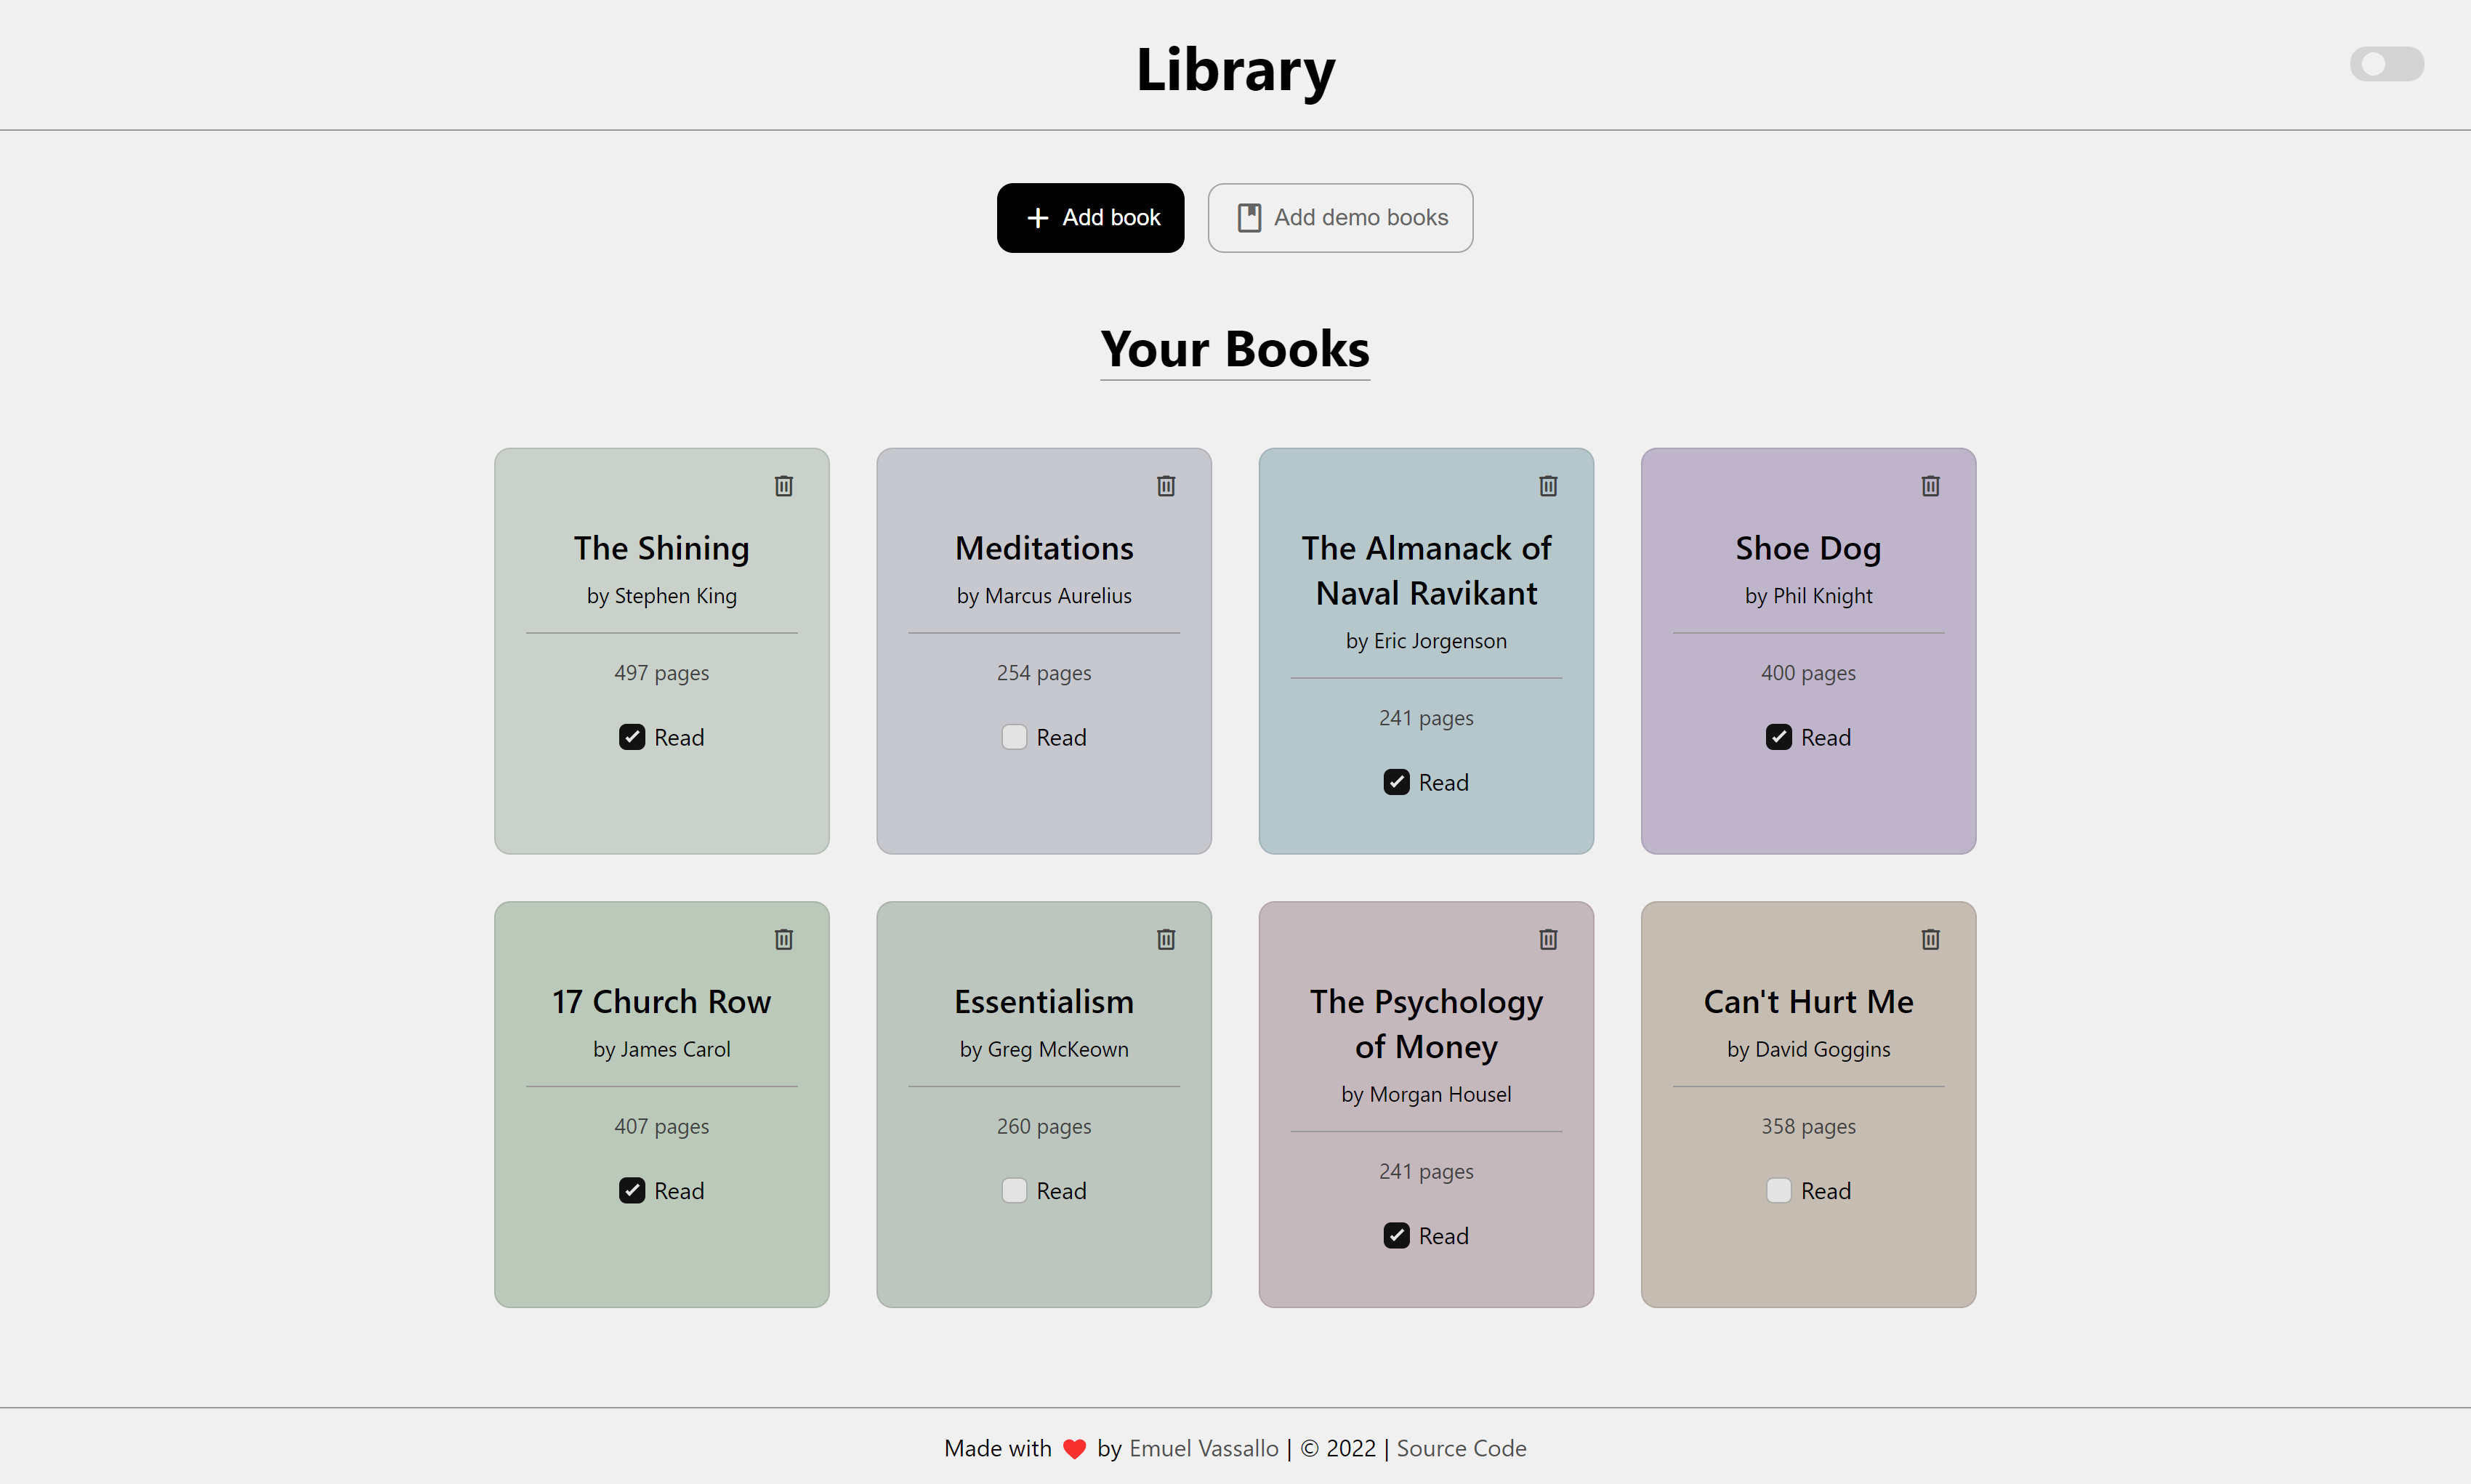 Library
Add book
Add demo books
Your Books
The Shining
by Stephen King
497 pages
Read
Meditations
by Marcus Aurelius
254 pages
Read
The Almanack of
Naval Ravikant
by Eric Jorgenson
241 pages
Read
Shoe Dog
by Phil Knight
400 pages
Read
17 Church Row
by James Carol
407 pages
Read
Essentialism
by Greg McKeown
260 pages
Read
The Psychology
of Money
by Morgan Housel
241 pages
Read
Can't Hurt Me
by David Goggins
358 pages
Read
Made with ❤ by Emuel Vassallo | © 2022 | Source Code